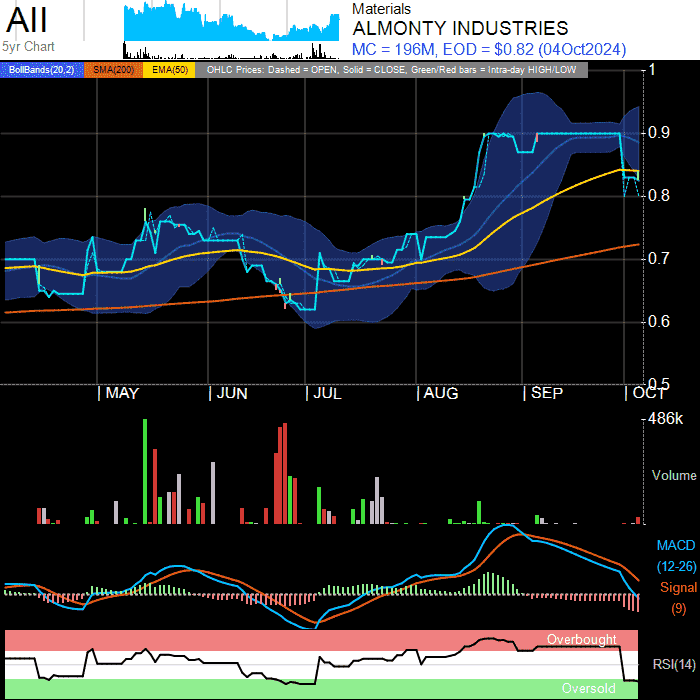 AII
5yr Chart
Materials
ALMONTY INDUSTRIES
MC = 196M, EOD = $0.82 (04Oct2024)
BollBands(20,2) SMA(200) EMA(50) OHLC Prices: Dashed = OPEN, Solid = CLOSE, Green/Red bars = Intra-day HIGH/LOW
1
0.9
0.8
0.7
0.6
0.5
MAY JUN JUL AUG SEP OCT
486k
Volume
MACD
(12-26)
Signal
(9)
Overbought
RSI(14)
Oversold